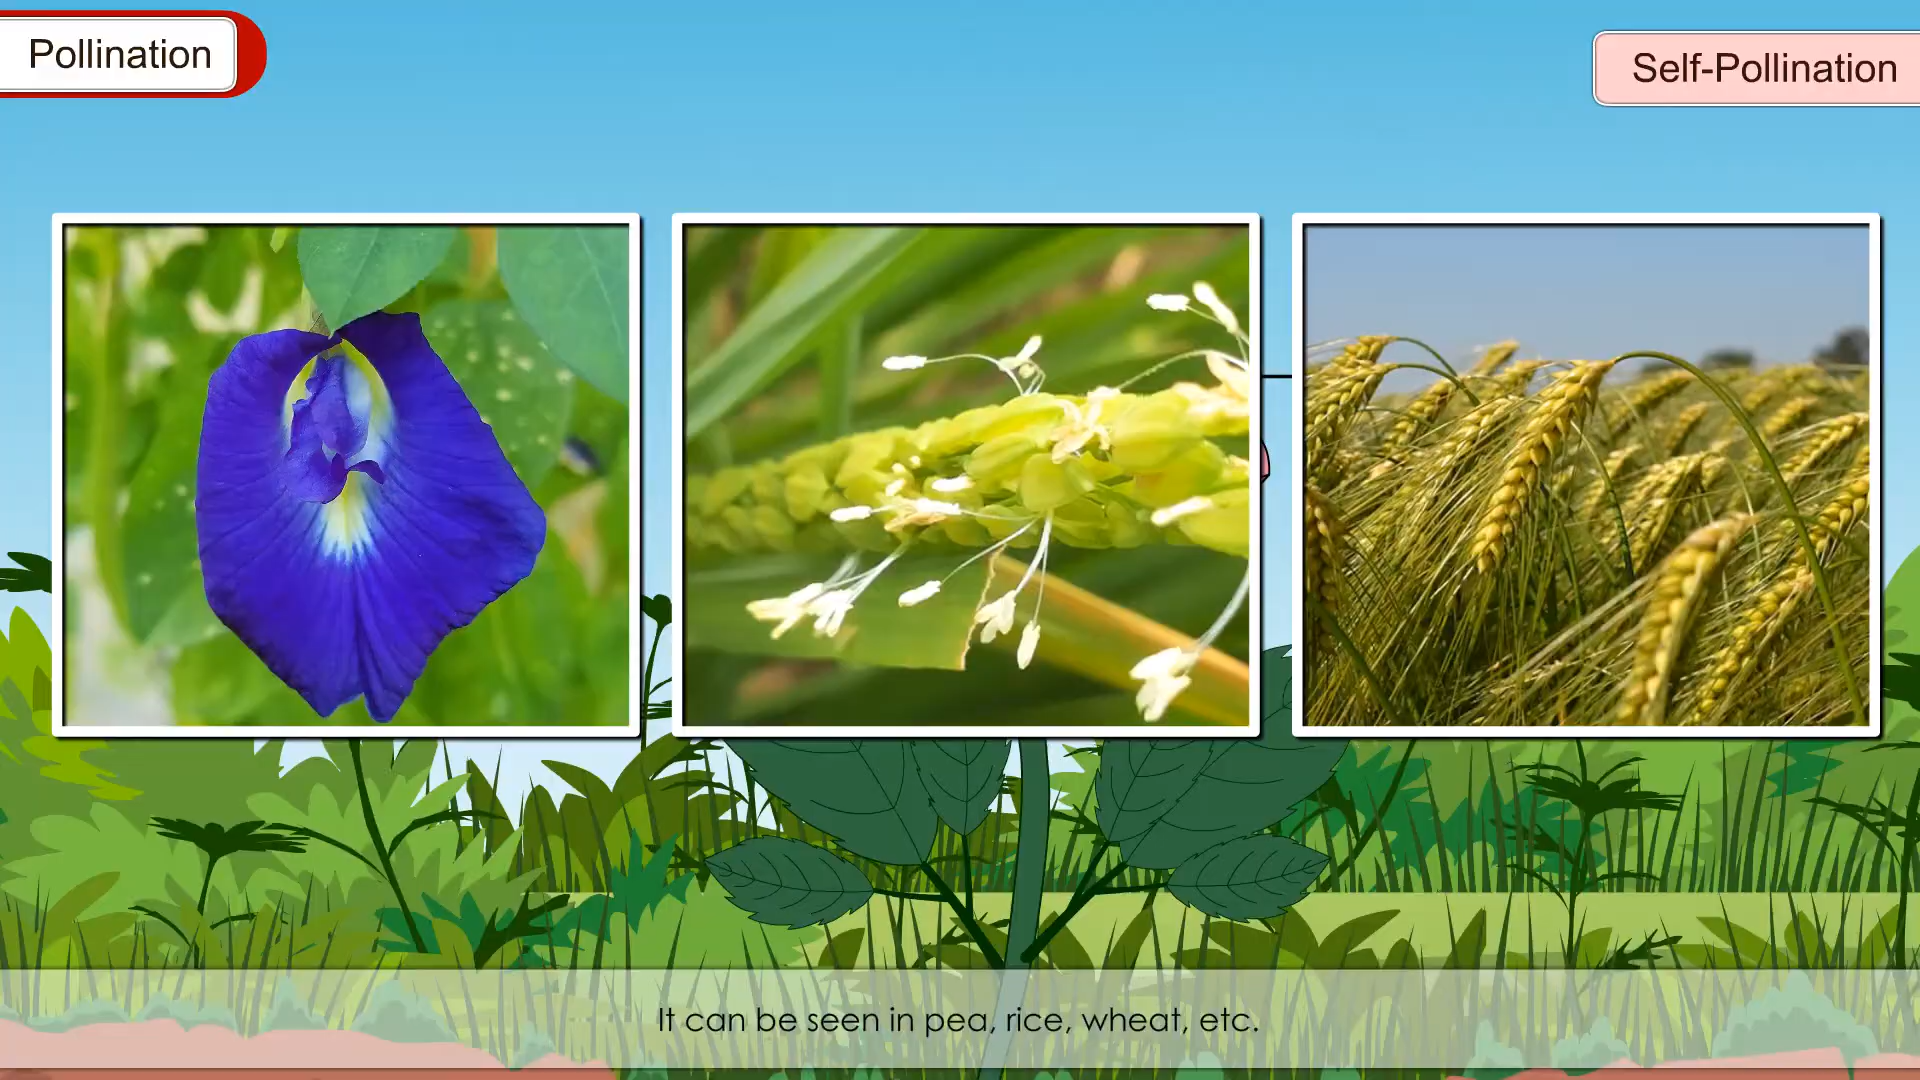 Pollination
Self-Pollination
It can be seen in pea, rice, wheat, etc.